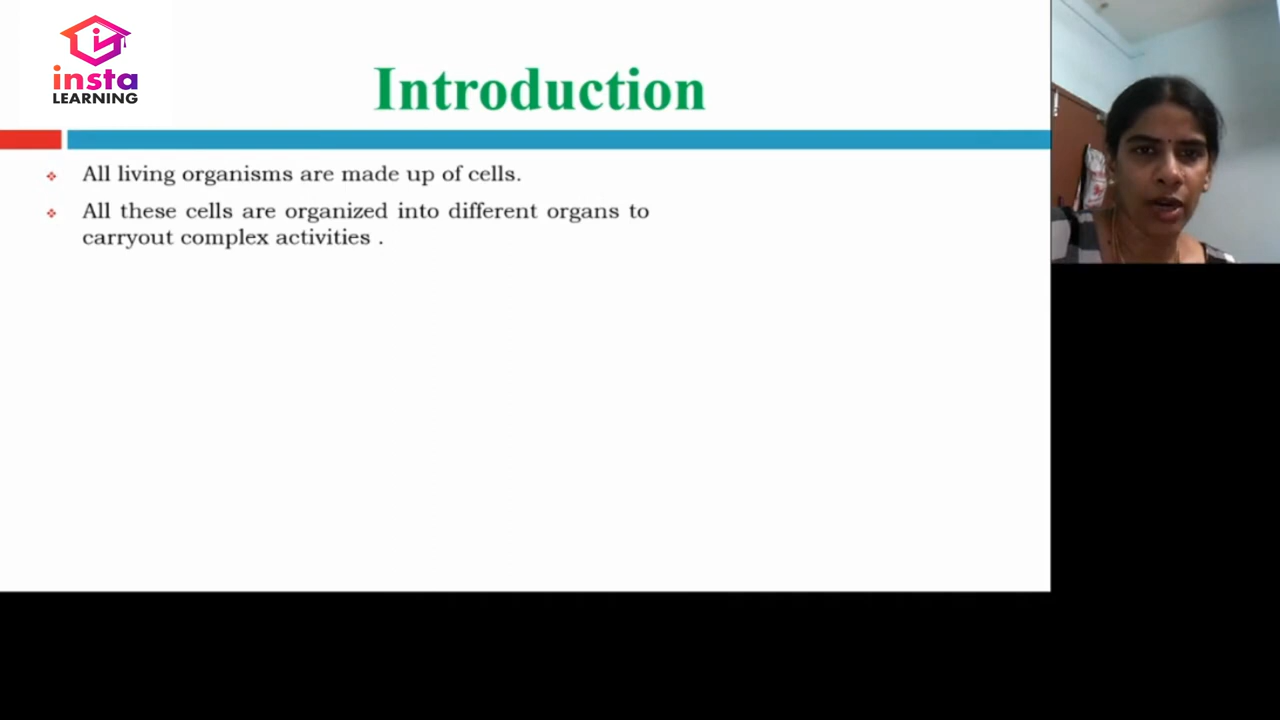 insta
LEARNING
Introduction
All living organisms are made up of cells.
All these cells are organized into different organs to
carryout complex activities .